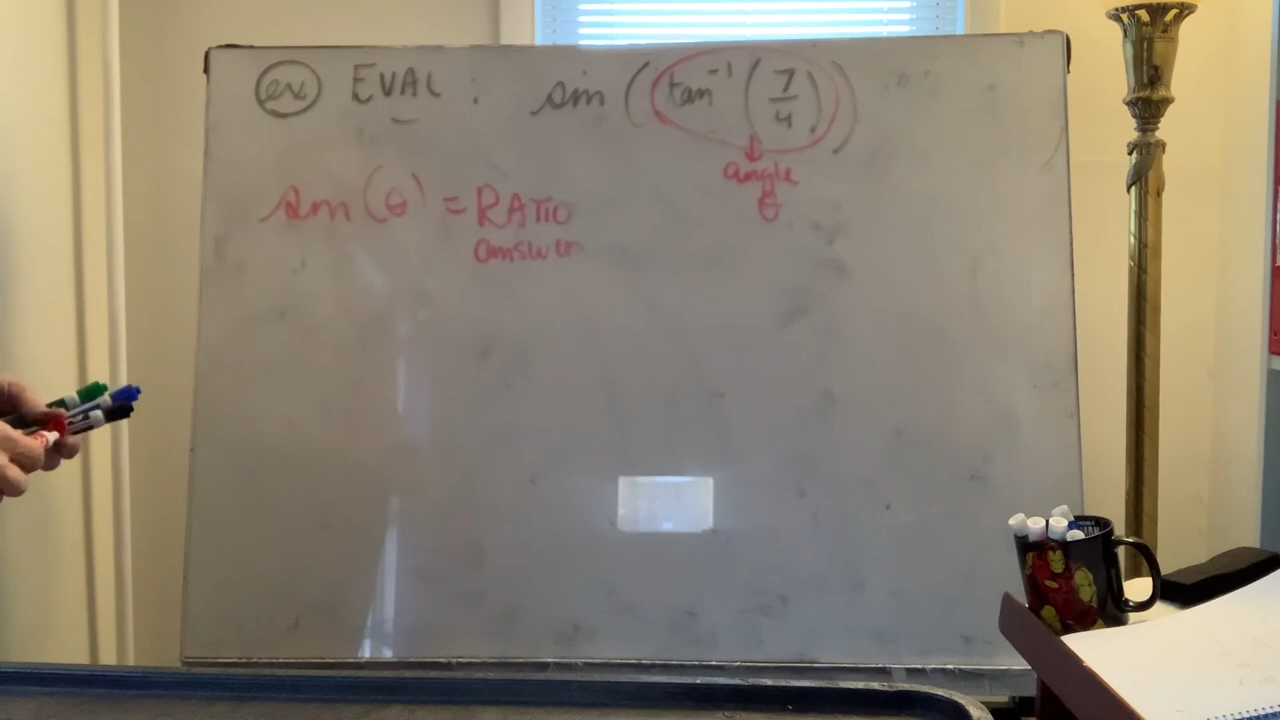 ex EVAL : sin(tan⁻¹(7/4))
angle
θ
sin(θ) = RATIO
answer